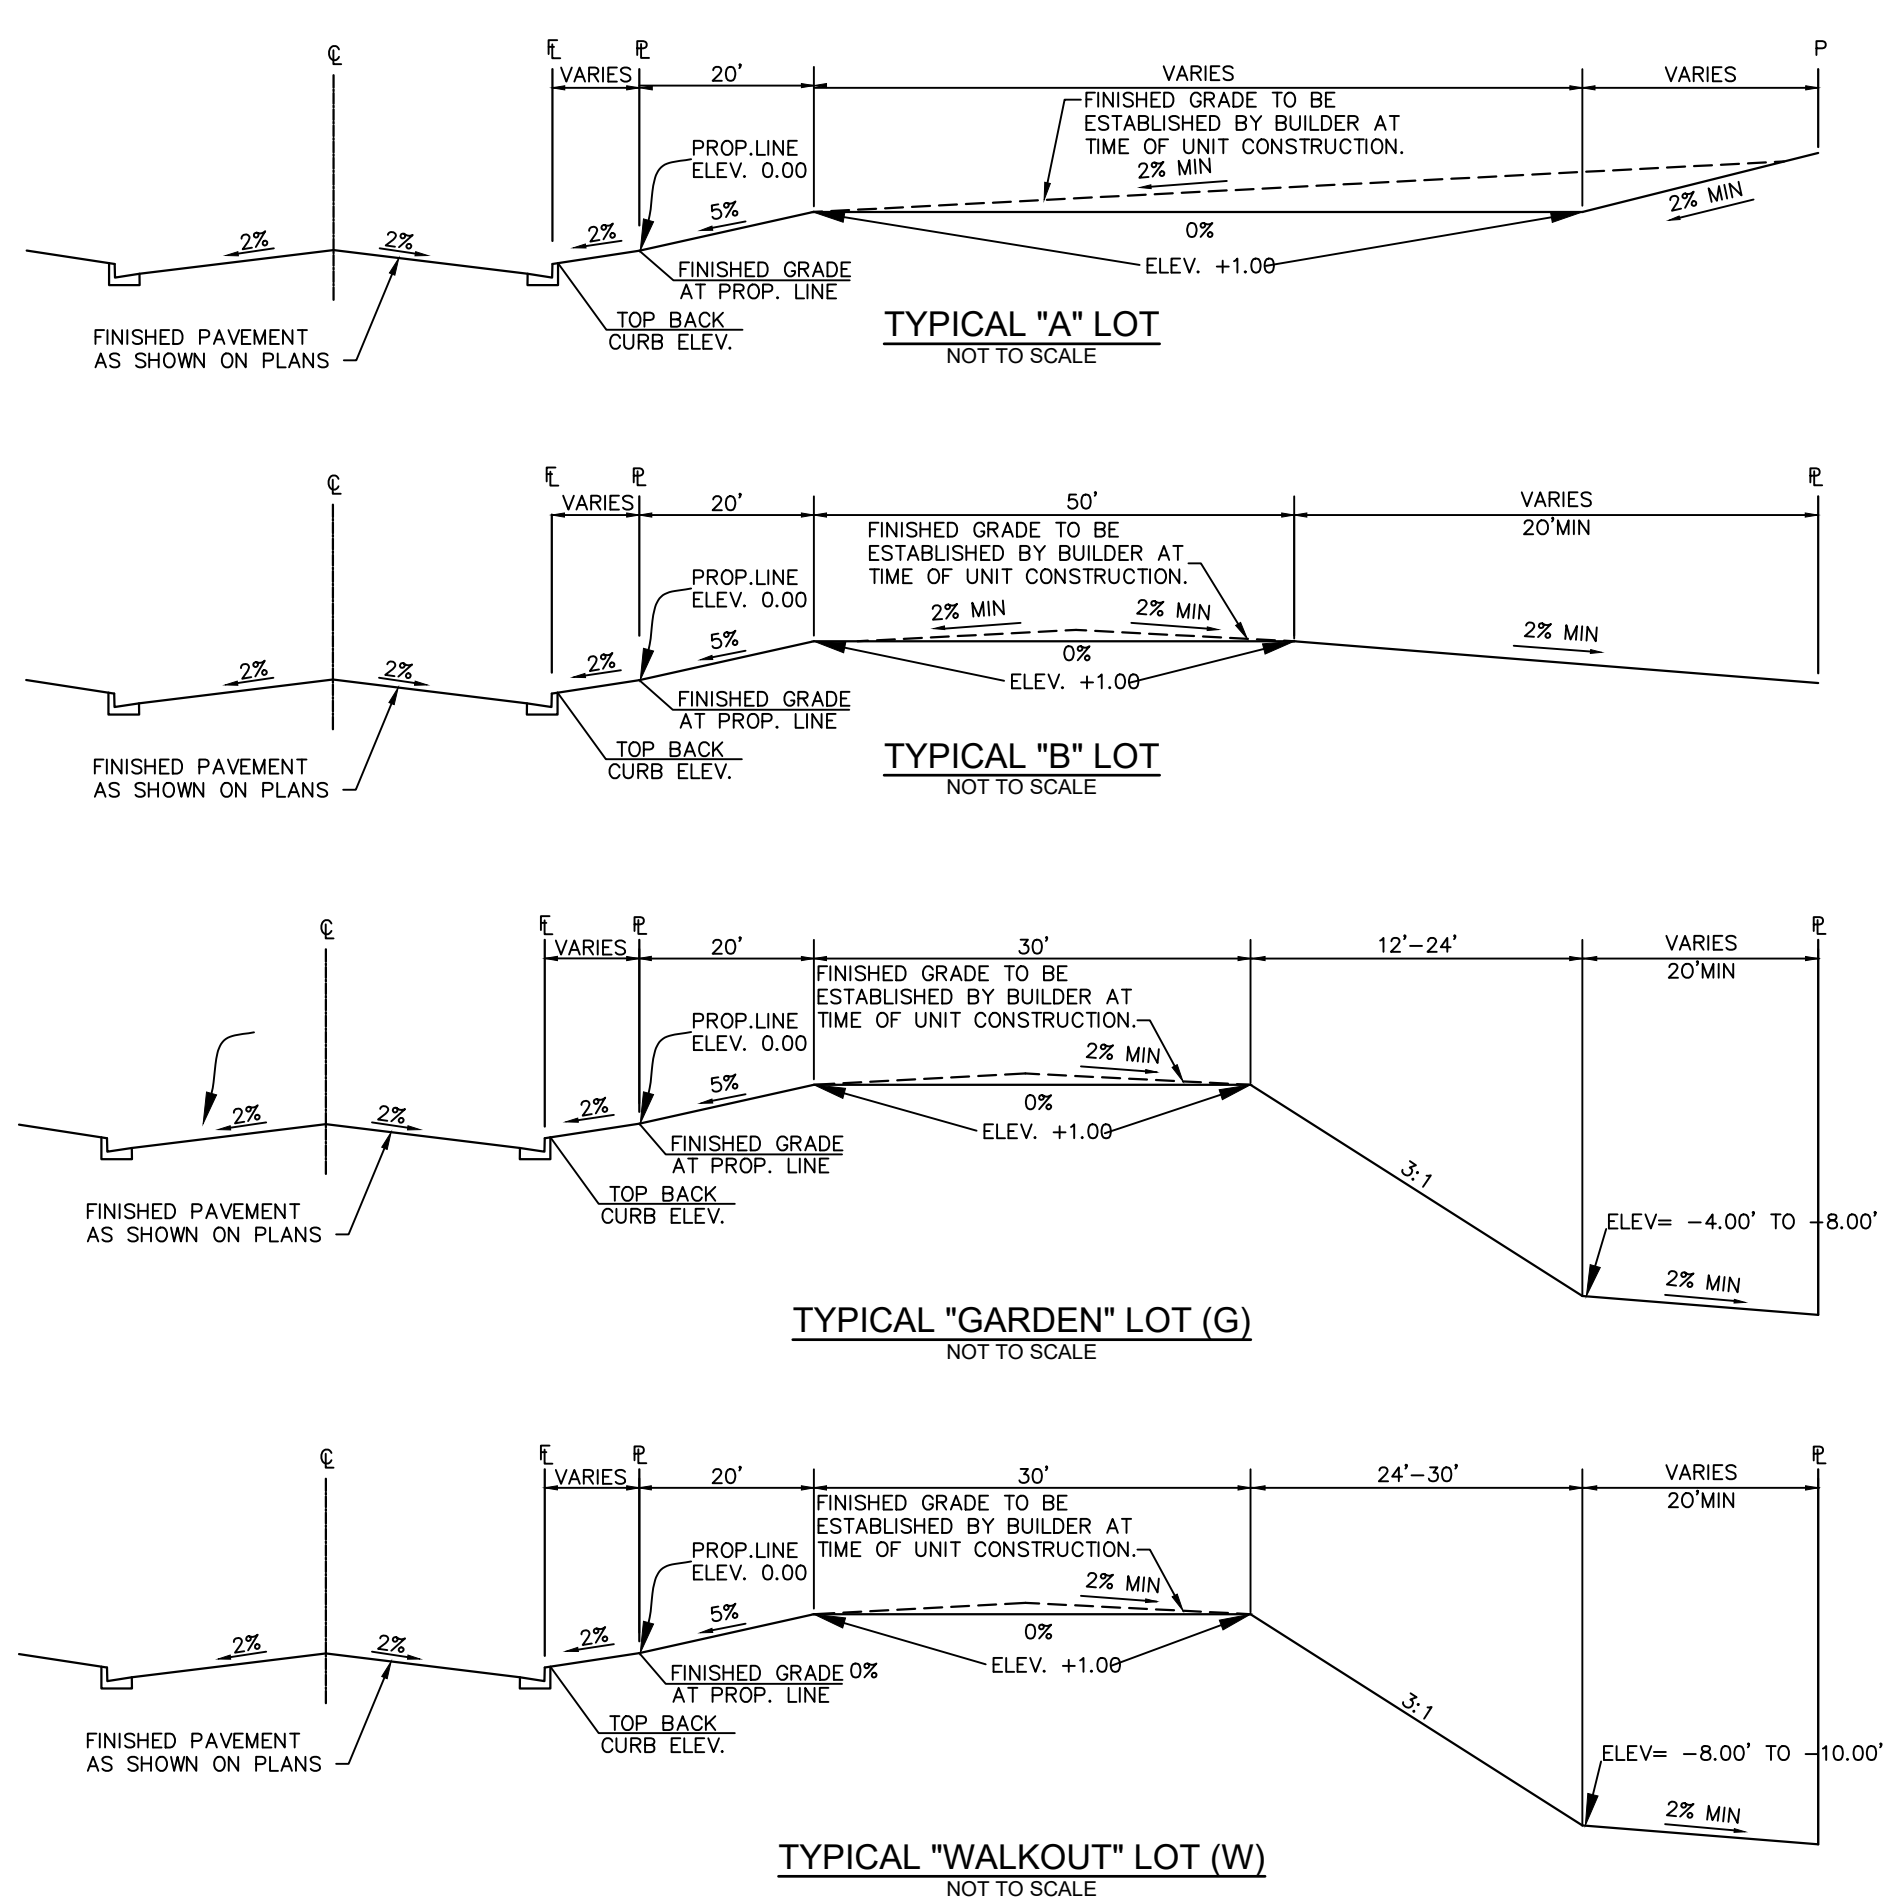 ℄ FL PL P
VARIES 20' VARIES VARIES
FINISHED GRADE TO BE
ESTABLISHED BY BUILDER AT
TIME OF UNIT CONSTRUCTION.
PROP.LINE
ELEV. 0.00
2% MIN
2% MIN
2% 2% 2% 5% 0%
ELEV. +1.00
FINISHED GRADE
AT PROP. LINE
TOP BACK
CURB ELEV.
FINISHED PAVEMENT
AS SHOWN ON PLANS
TYPICAL "A" LOT
NOT TO SCALE
℄ FL PL PL
VARIES 20' 50' VARIES
20'MIN
FINISHED GRADE TO BE
ESTABLISHED BY BUILDER AT
TIME OF UNIT CONSTRUCTION.
PROP.LINE
ELEV. 0.00
2% MIN 2% MIN 2% MIN
2% 2% 2% 5% 0%
ELEV. +1.00
FINISHED GRADE
AT PROP. LINE
TOP BACK
CURB ELEV.
FINISHED PAVEMENT
AS SHOWN ON PLANS
TYPICAL "B" LOT
NOT TO SCALE
℄ FL PL PL
VARIES 20' 30' 12'-24' VARIES
20'MIN
FINISHED GRADE TO BE
ESTABLISHED BY BUILDER AT
TIME OF UNIT CONSTRUCTION.
PROP.LINE
ELEV. 0.00
2% MIN
2% 2% 2% 5% 0%
ELEV. +1.00
FINISHED GRADE
AT PROP. LINE
TOP BACK
CURB ELEV.
FINISHED PAVEMENT
AS SHOWN ON PLANS
3:1
ELEV= -4.00' TO -8.00'
2% MIN
TYPICAL "GARDEN" LOT (G)
NOT TO SCALE
℄ FL PL PL
VARIES 20' 30' 24'-30' VARIES
20'MIN
FINISHED GRADE TO BE
ESTABLISHED BY BUILDER AT
TIME OF UNIT CONSTRUCTION.
PROP.LINE
ELEV. 0.00
2% MIN
2% 2% 2% 5% 0%
ELEV. +1.00
FINISHED GRADE 0%
AT PROP. LINE
TOP BACK
CURB ELEV.
FINISHED PAVEMENT
AS SHOWN ON PLANS
3:1
ELEV= -8.00' TO -10.00'
2% MIN
TYPICAL "WALKOUT" LOT (W)
NOT TO SCALE